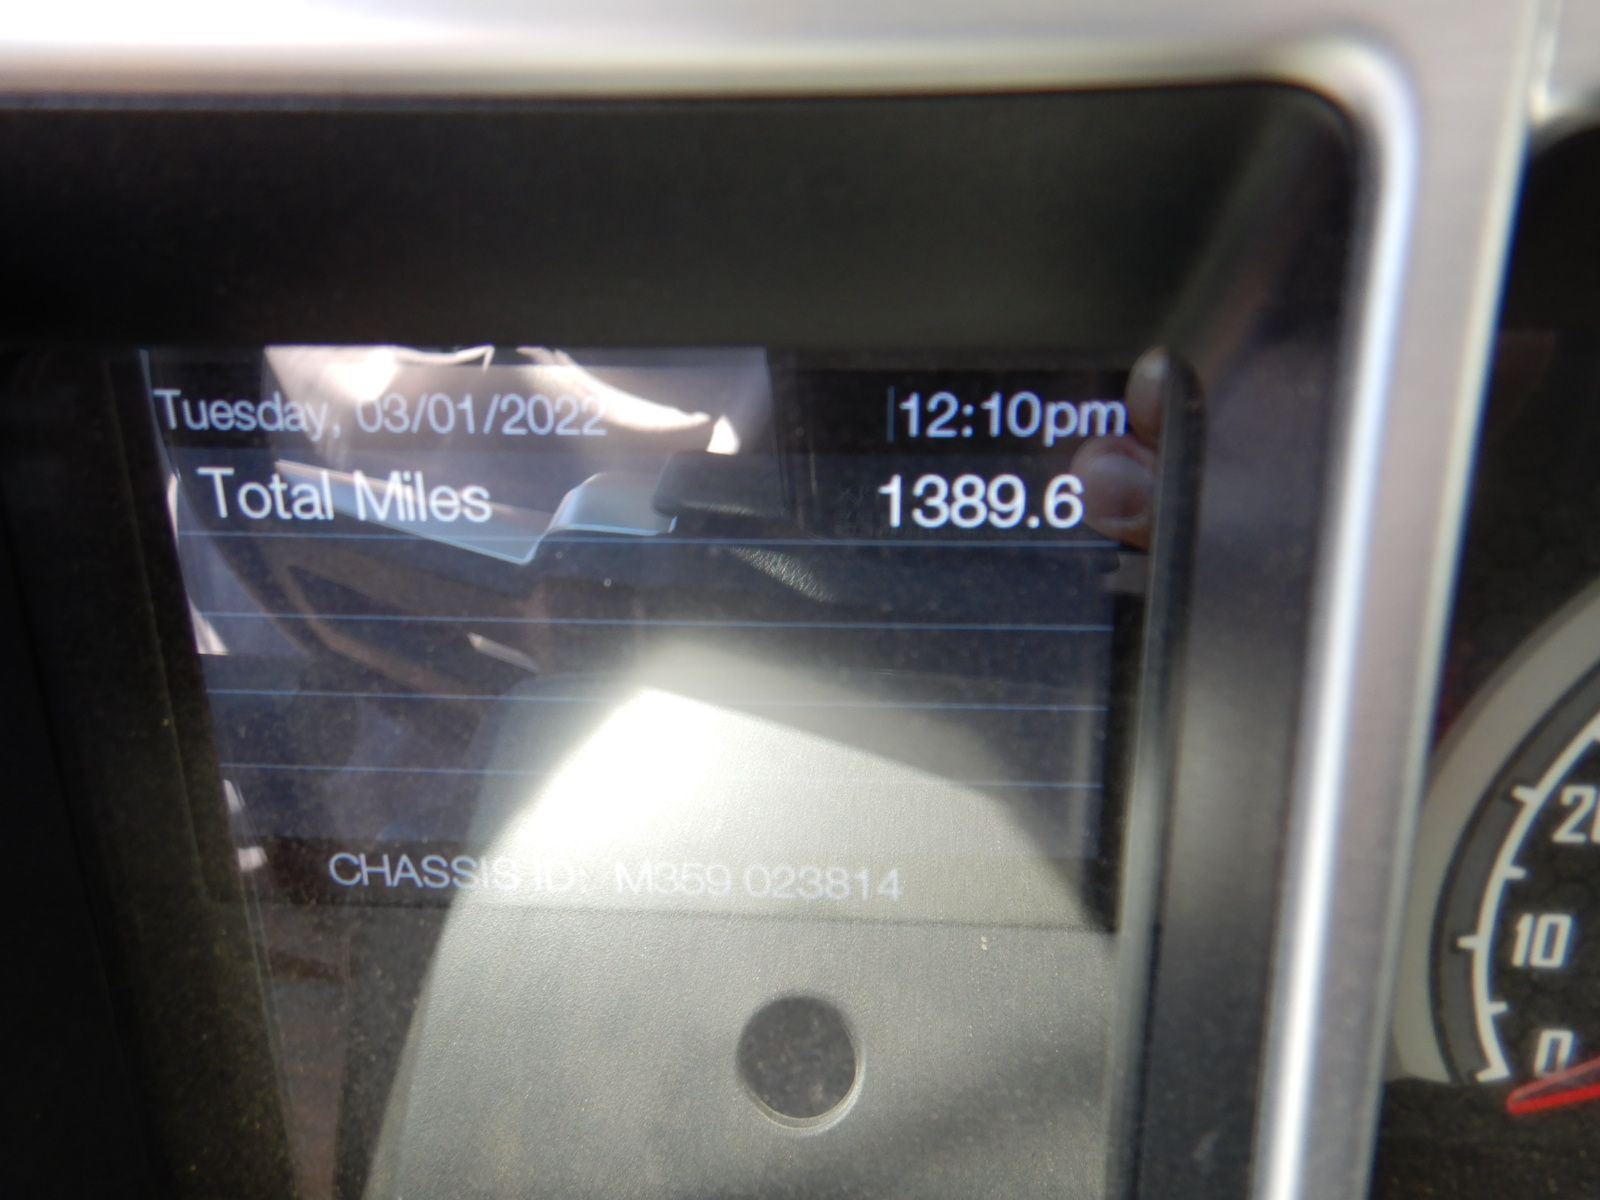 Tuesday, 03/01/2022 12:10pm
Total Miles 1389.6
CHASSIS ID: M359 023814
20
10
0